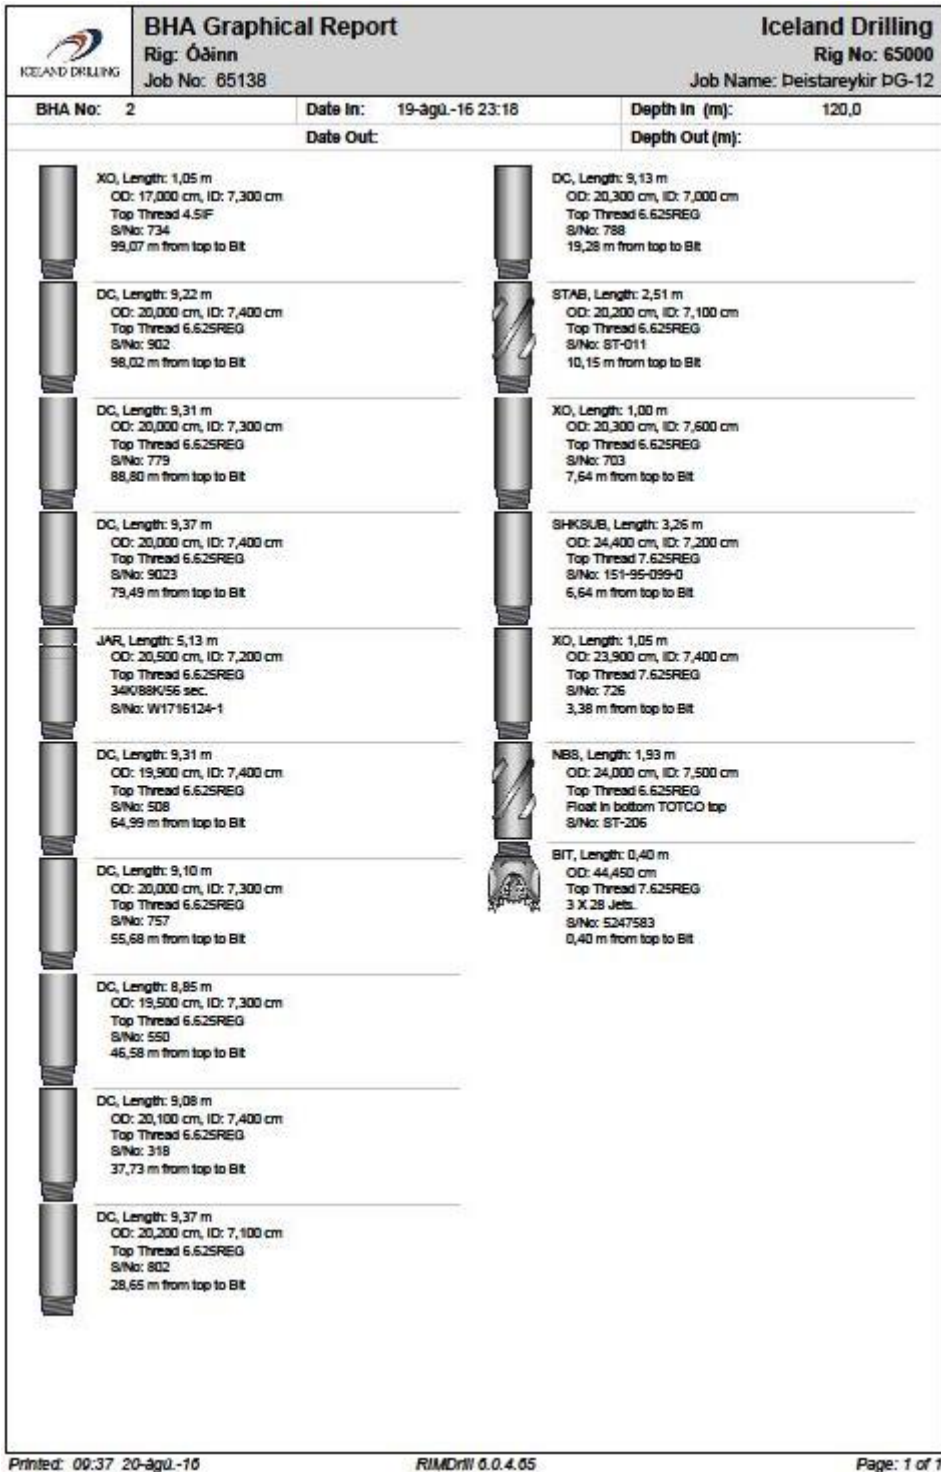 ICELAND DRILLING
BHA Graphical Report
Rig: Óðinn
Job No: 65138
Iceland Drilling
Rig No: 65000
Job Name: Þeistareykir ÞG-12
BHA No: 2
Date In: 19-ágú.-16 23:18
Depth In (m): 120,0
Date Out:
Depth Out (m):
XO, Length: 1,05 m
OD: 17,000 cm, ID: 7,300 cm
Top Thread 4.5IF
S/No: 734
99,07 m from top to Bit
DC, Length: 9,22 m
OD: 20,000 cm, ID: 7,400 cm
Top Thread 6.625REG
S/No: 902
98,02 m from top to Bit
DC, Length: 9,31 m
OD: 20,000 cm, ID: 7,300 cm
Top Thread 6.625REG
S/No: 779
88,80 m from top to Bit
DC, Length: 9,37 m
OD: 20,000 cm, ID: 7,400 cm
Top Thread 6.625REG
S/No: 9023
79,49 m from top to Bit
JAR, Length: 5,13 m
OD: 20,500 cm, ID: 7,200 cm
Top Thread 6.625REG
34K/88K/56 sec.
S/No: W1716124-1
DC, Length: 9,31 m
OD: 19,900 cm, ID: 7,400 cm
Top Thread 6.625REG
S/No: 508
64,99 m from top to Bit
DC, Length: 9,10 m
OD: 20,000 cm, ID: 7,300 cm
Top Thread 6.625REG
S/No: 757
55,68 m from top to Bit
DC, Length: 8,85 m
OD: 19,500 cm, ID: 7,300 cm
Top Thread 6.625REG
S/No: 550
46,58 m from top to Bit
DC, Length: 9,08 m
OD: 20,100 cm, ID: 7,400 cm
Top Thread 6.625REG
S/No: 318
37,73 m from top to Bit
DC, Length: 9,37 m
OD: 20,200 cm, ID: 7,100 cm
Top Thread 6.625REG
S/No: 802
28,65 m from top to Bit
DC, Length: 9,13 m
OD: 20,300 cm, ID: 7,000 cm
Top Thread 6.625REG
S/No: 788
19,28 m from top to Bit
STAB, Length: 2,51 m
OD: 20,200 cm, ID: 7,100 cm
Top Thread 6.625REG
S/No: ST-011
10,15 m from top to Bit
XO, Length: 1,00 m
OD: 20,300 cm, ID: 7,600 cm
Top Thread 6.625REG
S/No: 703
7,64 m from top to Bit
SHKSUB, Length: 3,26 m
OD: 24,400 cm, ID: 7,200 cm
Top Thread 7.625REG
S/No: 151-95-099-0
6,64 m from top to Bit
XO, Length: 1,05 m
OD: 23,900 cm, ID: 7,400 cm
Top Thread 7.625REG
S/No: 726
3,38 m from top to Bit
NBS, Length: 1,93 m
OD: 24,000 cm, ID: 7,500 cm
Top Thread 6.625REG
Float in bottom TOTCO top
S/No: ST-206
BIT, Length: 0,40 m
OD: 44,450 cm
Top Thread 7.625REG
3 X 28 Jets.
S/No: 5247583
0,40 m from top to Bit
Printed: 09:37 20-ágú.-16
RIMDrill 6.0.4.65
Page: 1 of 1